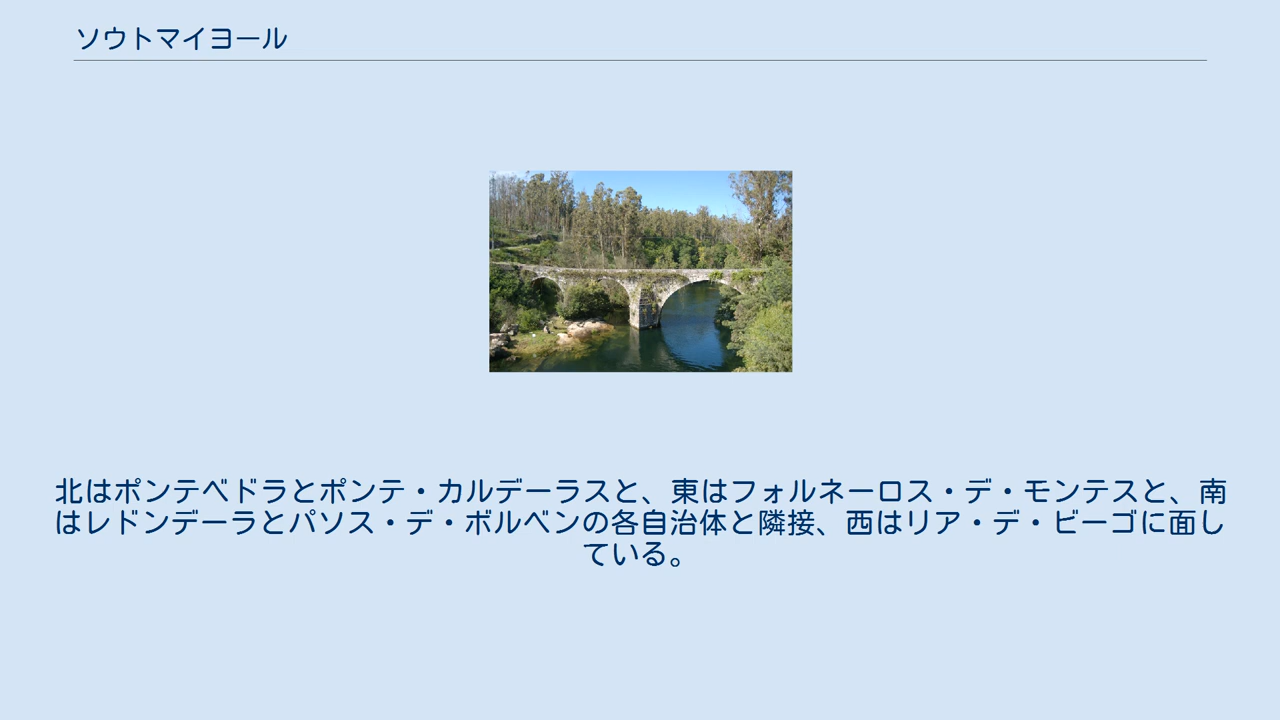 ソウトマイヨール
北はポンテベドラとポンテ・カルデーラスと、東はフォルネーロス・デ・モンテスと、南
はレドンデーラとパソス・デ・ボルベンの各自治体と隣接、西はリア・デ・ビーゴに面し
ている。